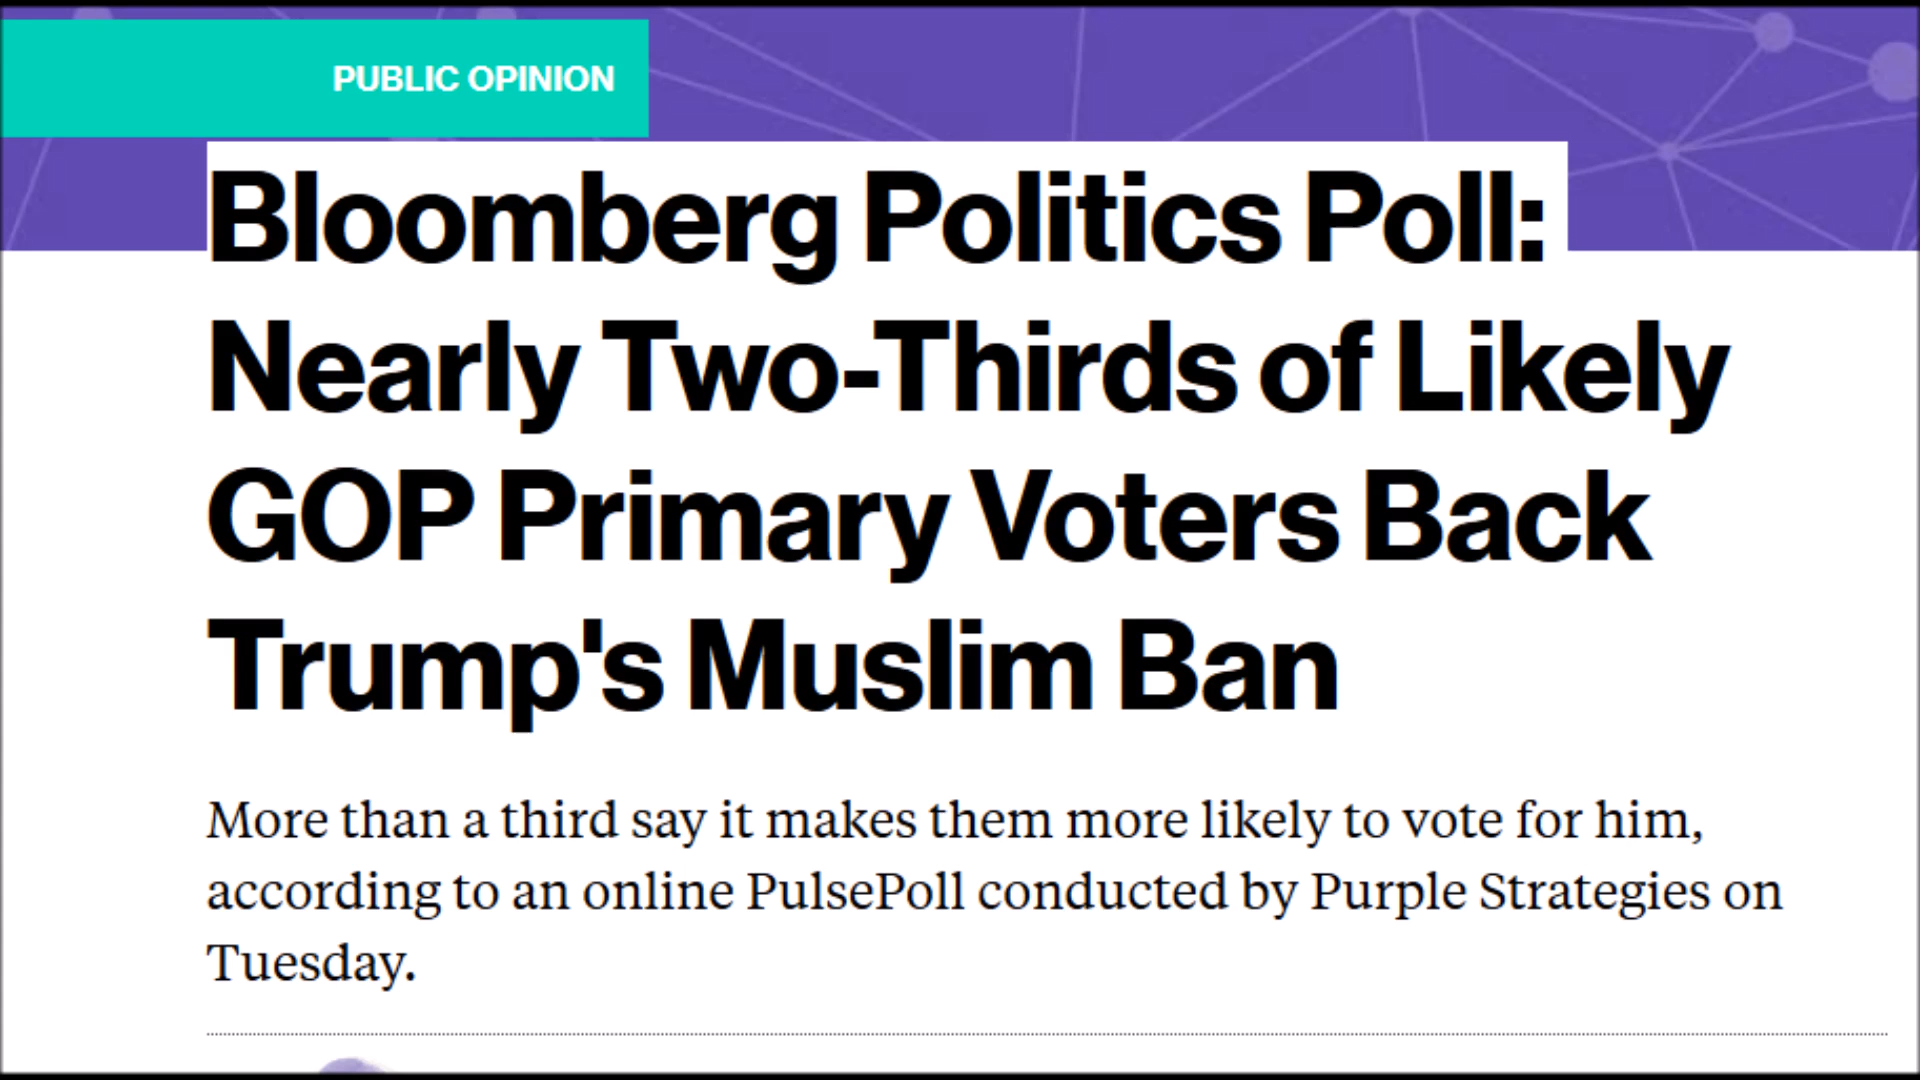 PUBLIC OPINION
Bloomberg Politics Poll:
Nearly Two-Thirds of Likely
GOP Primary Voters Back
Trump's Muslim Ban
More than a third say it makes them more likely to vote for him,
according to an online PulsePoll conducted by Purple Strategies on
Tuesday.